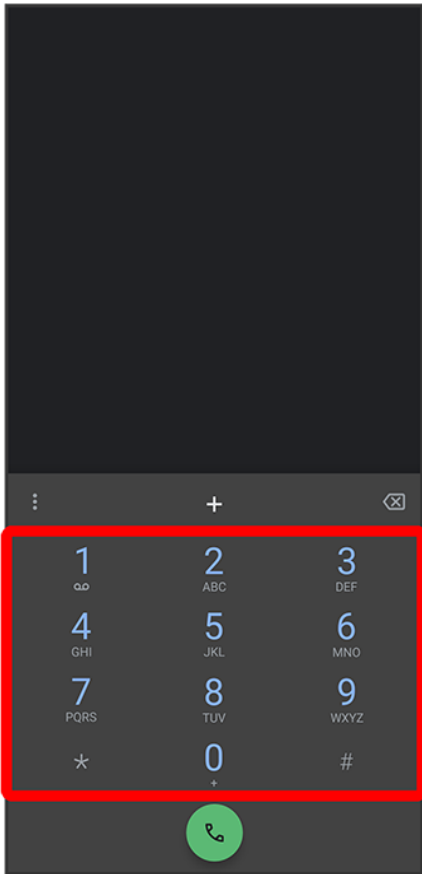 +
1 2 3
ABC DEF
4 5 6
GHI JKL MNO
7 8 9
PQRS TUV WXYZ
* 0 #
+